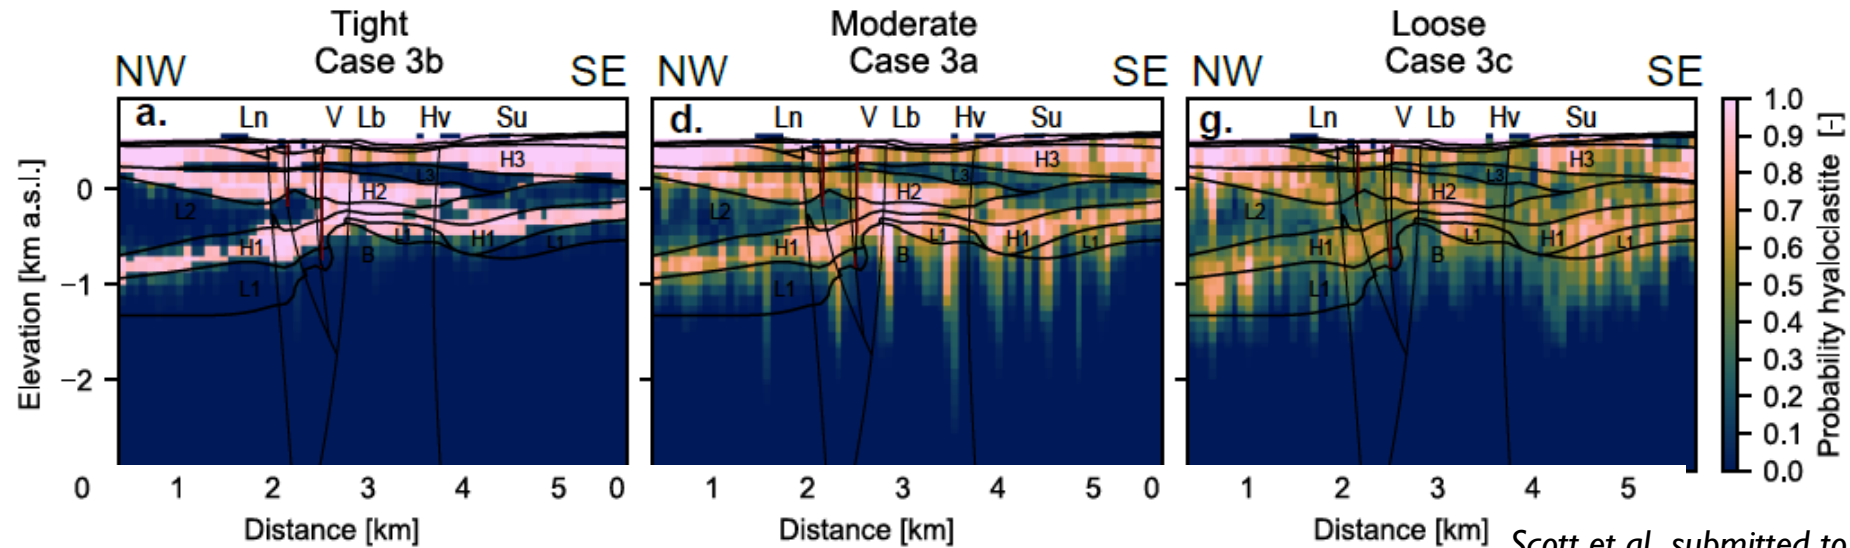 Tight
Case 3b
NW SE
a. Ln V Lb Hv Su
H3
L3
H2
L2
H1 L1 H1 L1
B
L1
Elevation [km a.s.l.]
0
−1
−2
0 1 2 3 4 5
Distance [km]
Moderate
Case 3a
NW SE
d. Ln V Lb Hv Su
H3
L3
H2
L2
H1 L1 H1 L1
B
L1
0 1 2 3 4 5
Distance [km]
Loose
Case 3c
NW SE
g. Ln V Lb Hv Su
H3
L3
H2
L2
H1 L1 H1 L1
B
L1
1 2 3 4 5
Distance [km]
1.0
0.9
0.8
0.7
0.6
0.5
0.4
0.3
0.2
0.1
0.0
Probability hyaloclastite [-]
Scott et al. submitted to